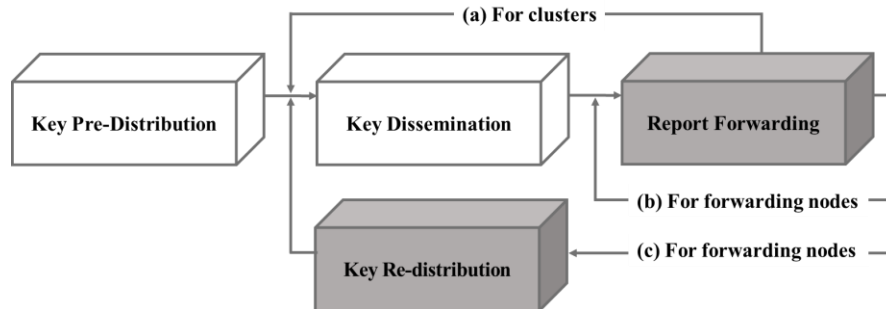 (a) For clusters
Key Pre-Distribution
Key Dissemination
Report Forwarding
(b) For forwarding nodes
(c) For forwarding nodes
Key Re-distribution